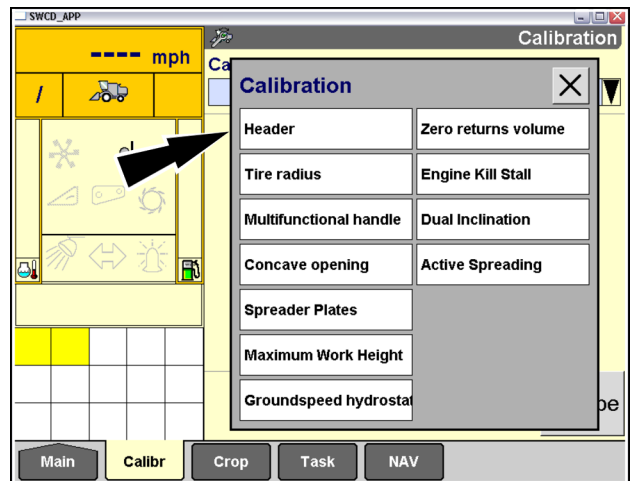 SWCD_APP
---- mph
/
Calibration
Ca
Calibration
Header
Zero returns volume
Tire radius
Engine Kill Stall
Multifunctional handle
Dual Inclination
Concave opening
Active Spreading
Spreader Plates
Maximum Work Height
Groundspeed hydrostat
Main
Calibr
Crop
Task
NAV